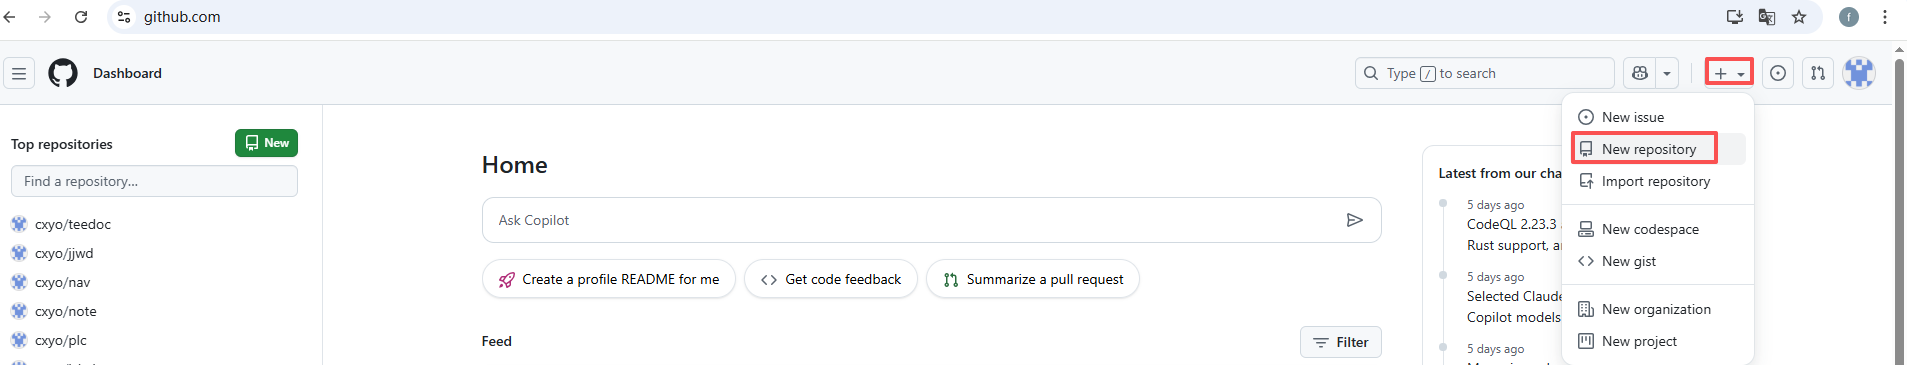 github.com
f
Dashboard
Type / to search
Top repositories
New
Find a repository...
cxyo/teedoc
cxyo/jjwd
cxyo/nav
cxyo/note
cxyo/plc
Home
Ask Copilot
Create a profile README for me
Get code feedback
Summarize a pull request
Feed
Filter
Latest from our cha
5 days ago
CodeQL 2.23.3
Rust support, a
5 days ago
Selected Claude
Copilot models
5 days ago
New issue
New repository
Import repository
New codespace
New gist
New organization
New project